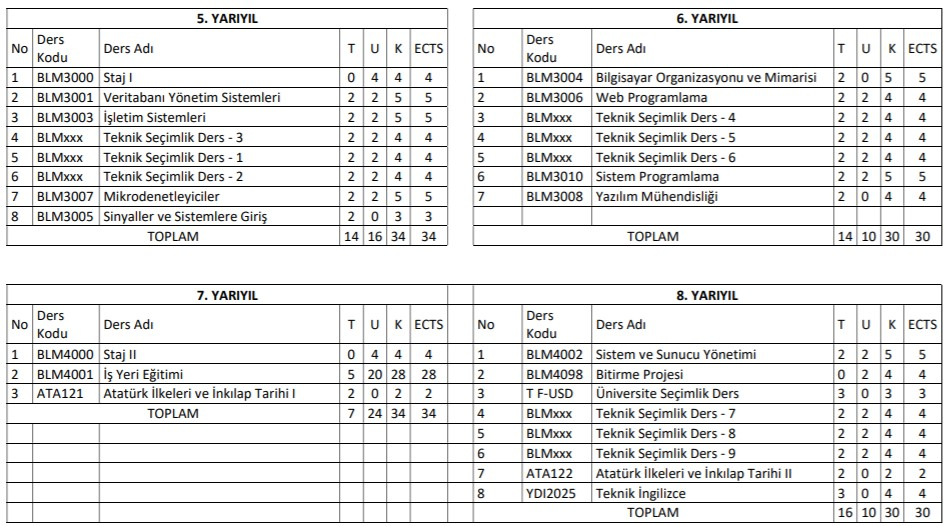 5. YARIYIL
No Ders Kodu Ders Adı T U K ECTS
1 BLM3000 Staj I 0 4 4 4
2 BLM3001 Veritabanı Yönetim Sistemleri 2 2 5 5
3 BLM3003 İşletim Sistemleri 2 2 5 5
4 BLMxxx Teknik Seçimlik Ders - 3 2 2 4 4
5 BLMxxx Teknik Seçimlik Ders - 1 2 2 4 4
6 BLMxxx Teknik Seçimlik Ders - 2 2 2 4 4
7 BLM3007 Mikrodenetleyiciler 2 2 5 5
8 BLM3005 Sinyaller ve Sistemlere Giriş 2 0 3 3
TOPLAM 14 16 34 34
6. YARIYIL
No Ders Kodu Ders Adı T U K ECTS
1 BLM3004 Bilgisayar Organizasyonu ve Mimarisi 2 0 5 5
2 BLM3006 Web Programlama 2 2 4 4
3 BLMxxx Teknik Seçimlik Ders - 4 2 2 4 4
4 BLMxxx Teknik Seçimlik Ders - 5 2 2 4 4
5 BLMxxx Teknik Seçimlik Ders - 6 2 2 4 4
6 BLM3010 Sistem Programlama 2 2 5 5
7 BLM3008 Yazılım Mühendisliği 2 0 4 4
TOPLAM 14 10 30 30
7. YARIYIL
No Ders Kodu Ders Adı T U K ECTS
1 BLM4000 Staj II 0 4 4 4
2 BLM4001 İş Yeri Eğitimi 5 20 28 28
3 ATA121 Atatürk İlkeleri ve İnkılap Tarihi I 2 0 2 2
TOPLAM 7 24 34 34
8. YARIYIL
No Ders Kodu Ders Adı T U K ECTS
1 BLM4002 Sistem ve Sunucu Yönetimi 2 2 5 5
2 BLM4098 Bitirme Projesi 0 2 4 4
3 T F-USD Üniversite Seçimlik Ders 3 0 3 3
4 BLMxxx Teknik Seçimlik Ders - 7 2 2 4 4
5 BLMxxx Teknik Seçimlik Ders - 8 2 2 4 4
6 BLMxxx Teknik Seçimlik Ders - 9 2 2 4 4
7 ATA122 Atatürk İlkeleri ve İnkılap Tarihi II 2 0 2 2
8 YDI2025 Teknik İngilizce 3 0 4 4
TOPLAM 16 10 30 30